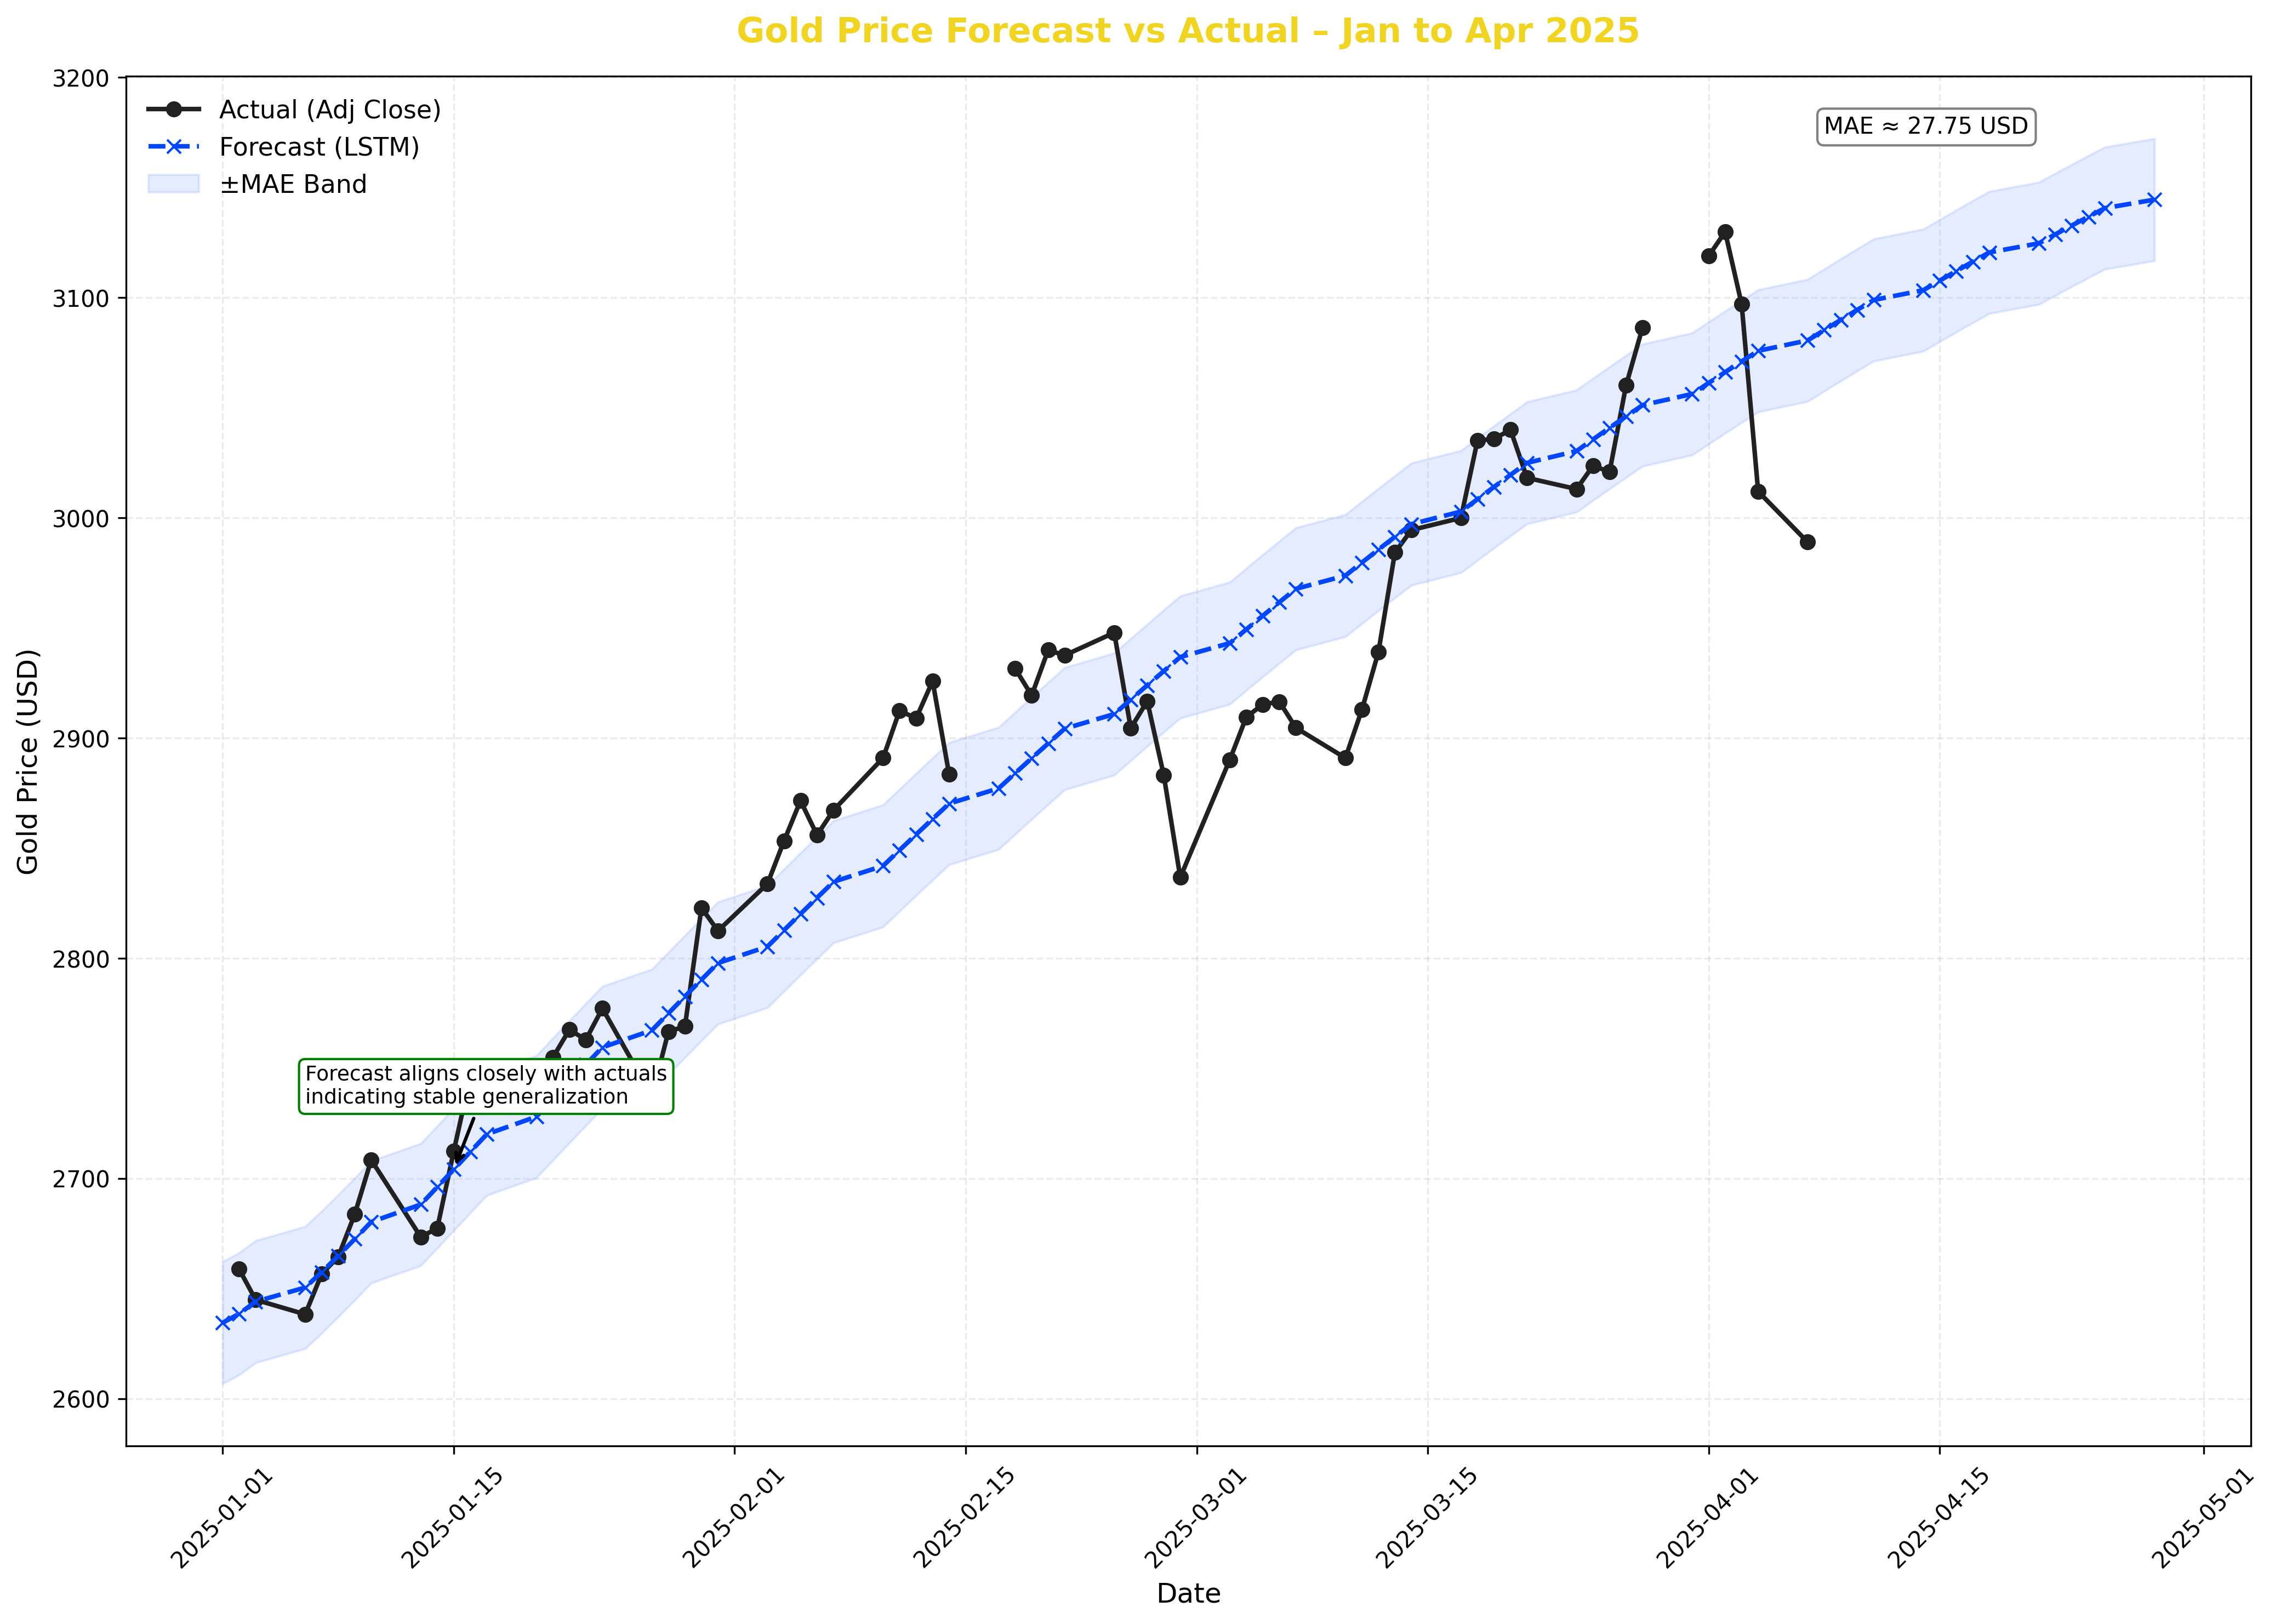 Gold Price Forecast vs Actual – Jan to Apr 2025
Actual (Adj Close)
Forecast (LSTM)
±MAE Band
MAE ≈ 27.75 USD
Forecast aligns closely with actuals
indicating stable generalization
Gold Price (USD)
3200
3100
3000
2900
2800
2700
2600
2025-01-01
2025-01-15
2025-02-01
2025-02-15
2025-03-01
2025-03-15
2025-04-01
2025-04-15
2025-05-01
Date